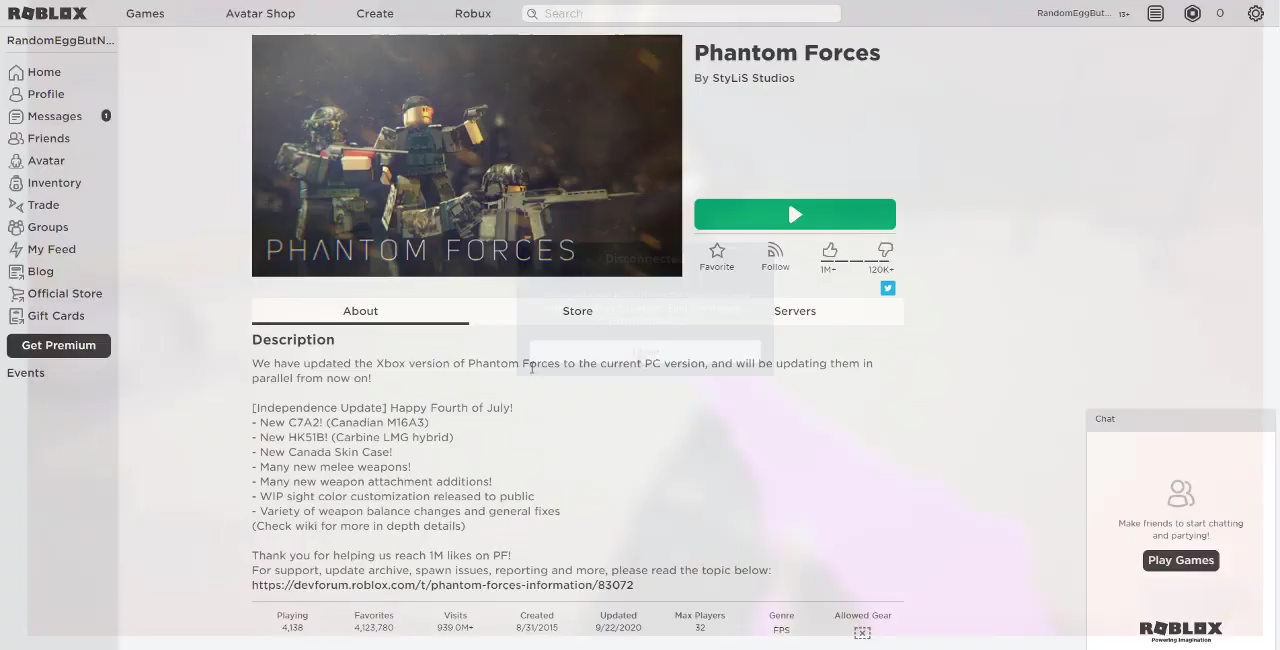 ROBLOX
Games
Avatar Shop
Create
Robux
Search
RandomEggBut...
13+
0
RandomEggButN...
Home
Profile
Messages
1
Friends
Avatar
Inventory
Trade
Groups
My Feed
Blog
Official Store
Gift Cards
Get Premium
Events
PHANTOM FORCES
Phantom Forces
By StyLiS Studios
Favorite
Follow
1M+
120K+
Disconnected
About
Store
Servers
Description
We have updated the Xbox version of Phantom Forces to the current PC version, and will be updating them in
parallel from now on!
[Independence Update] Happy Fourth of July!
- New C7A2! (Canadian M16A3)
- New HK51B! (Carbine LMG hybrid)
- New Canada Skin Case!
- Many new melee weapons!
- Many new weapon attachment additions!
- WIP sight color customization released to public
- Variety of weapon balance changes and general fixes
(Check wiki for more in depth details)
Thank you for helping us reach 1M likes on PF!
For support, update archive, spawn issues, reporting and more, please read the topic below:
https://devforum.roblox.com/t/phantom-forces-information/83072
Playing
Favorites
Visits
Created
Updated
Max Players
Genre
Allowed Gear
4,138
4,123,780
939.0M+
8/31/2015
9/22/2020
32
FPS
Chat
Make friends to start chatting
and partying!
Play Games
ROBLOX
Powering Imagination